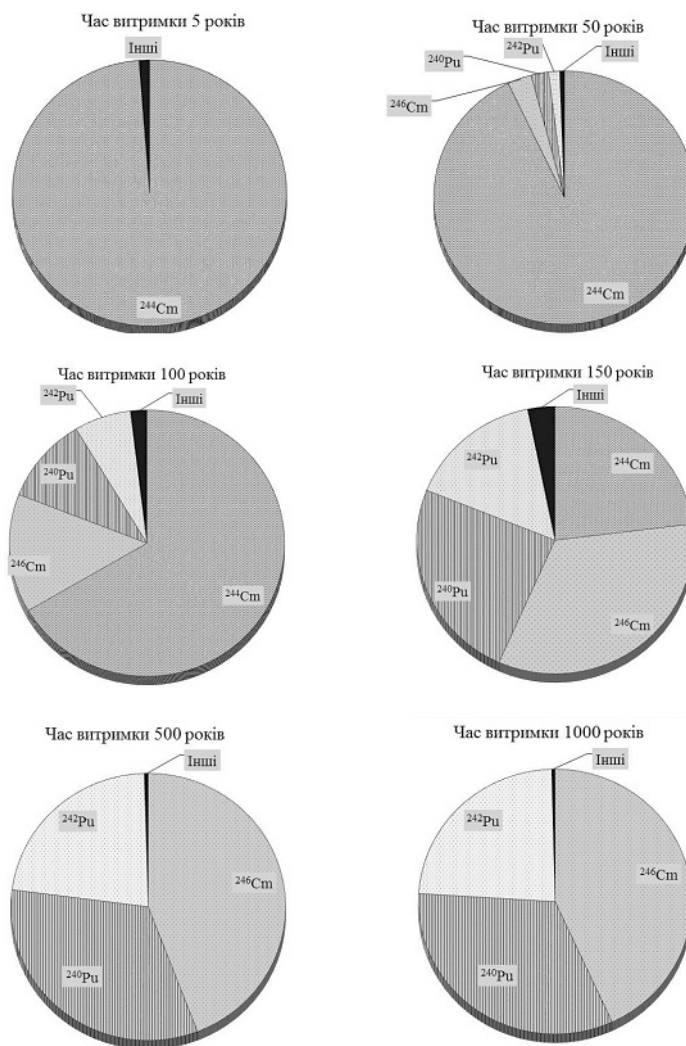 Час витримки 5 років
Інші
²⁴⁴Cm
Час витримки 50 років
²⁴²Pu
Інші
²⁴⁰Pu
²⁴⁶Cm
²⁴⁴Cm
Час витримки 100 років
²⁴²Pu
Інші
²⁴⁰Pu
²⁴⁶Cm
²⁴⁴Cm
Час витримки 150 років
Інші
²⁴²Pu
²⁴⁴Cm
²⁴⁰Pu
²⁴⁶Cm
Час витримки 500 років
Інші
²⁴²Pu
²⁴⁶Cm
²⁴⁰Pu
Час витримки 1000 років
Інші
²⁴²Pu
²⁴⁶Cm
²⁴⁰Pu